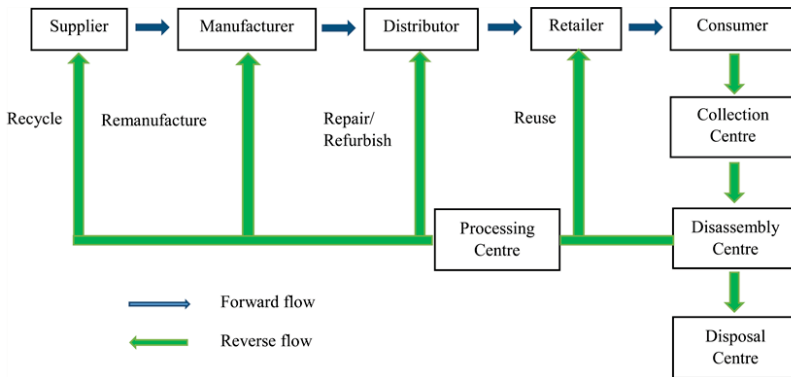 Supplier
Manufacturer
Distributor
Retailer
Consumer
Recycle
Remanufacture
Repair/
Refurbish
Reuse
Collection
Centre
Processing
Centre
Disassembly
Centre
Forward flow
Reverse flow
Disposal
Centre